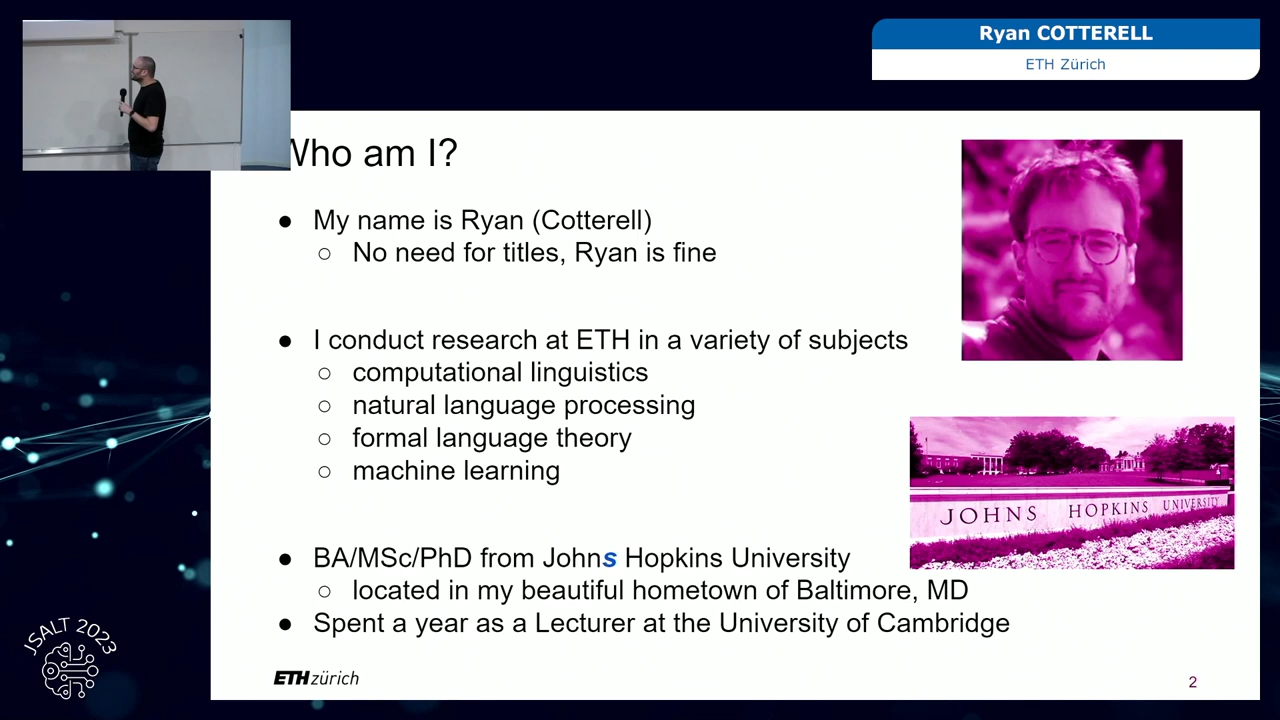 Ryan COTTERELL
ETH Zürich
Who am I?
● My name is Ryan (Cotterell)
○ No need for titles, Ryan is fine
● I conduct research at ETH in a variety of subjects
○ computational linguistics
○ natural language processing
○ formal language theory
○ machine learning
JOHNS HOPKINS UNIVERSITY
● BA/MSc/PhD from Johns Hopkins University
○ located in my beautiful hometown of Baltimore, MD
● Spent a year as a Lecturer at the University of Cambridge
JSALT 2023
ETH zürich
2